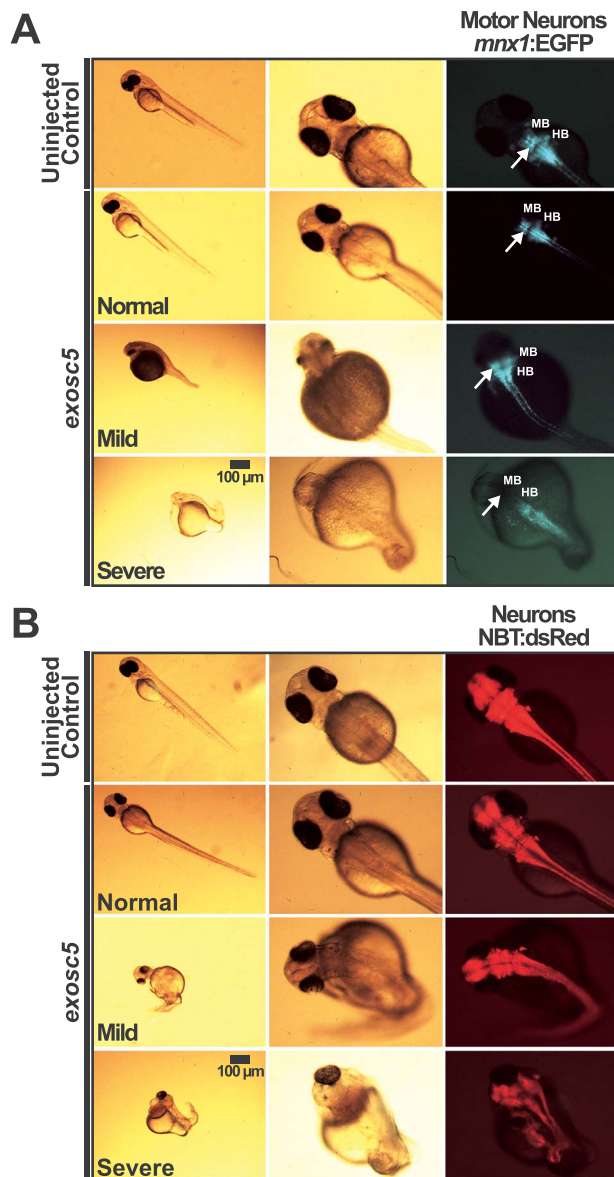 A
Motor Neurons
mnx1:EGFP
Uninjected
Control
MB
HB
Normal
MB
HB
exosc5
Mild
MB
HB
100 µm
Severe
MB
HB
B
Neurons
NBT:dsRed
Uninjected
Control
Normal
exosc5
Mild
100 µm
Severe